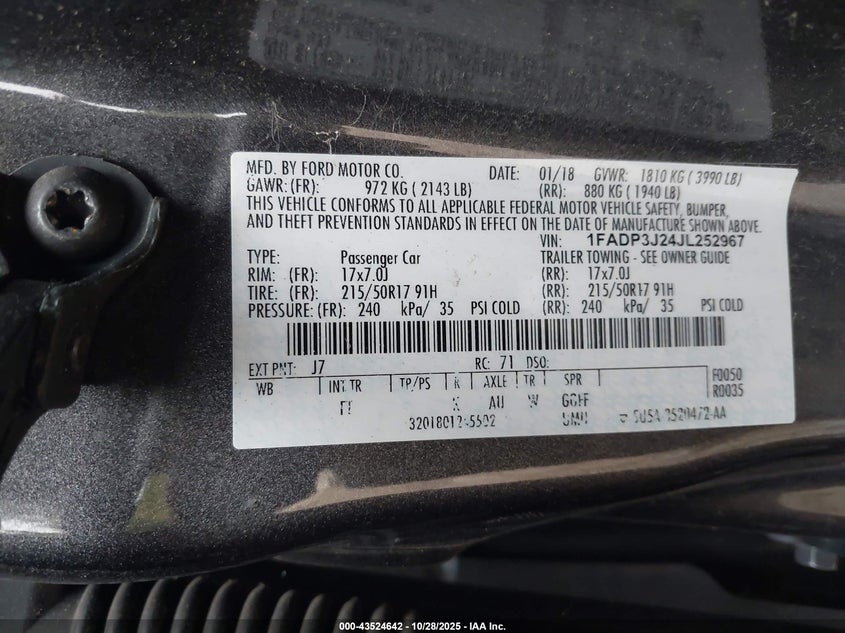 MFD. BY FORD MOTOR CO. DATE: 01/18 GVWR: 1810 KG ( 3990 LB)
GAWR: (FR): 972 KG ( 2143 LB) (RR): 880 KG ( 1940 LB)
THIS VEHICLE CONFORMS TO ALL APPLICABLE FEDERAL MOTOR VEHICLE SAFETY, BUMPER,
AND THEFT PREVENTION STANDARDS IN EFFECT ON THE DATE OF MANUFACTURE SHOWN ABOVE.
VIN: 1FADP3J24JL252967
TYPE: Passenger Car TRAILER TOWING - SEE OWNER GUIDE
RIM: (FR): 17x7.0J (RR): 17x7.0J
TIRE: (FR): 215/50R17 91H (RR): 215/50R17 91H
PRESSURE: (FR): 240 kPa/ 35 PSI COLD (RR): 240 kPa/ 35 PSI COLD
EXT PNT: J7 RC: 71 DSO:
WB INT TR TP/PS R AXLE TR SPR F0050
R0035
AU W
000-43524642 - 10/28/2025 - IAA Inc.